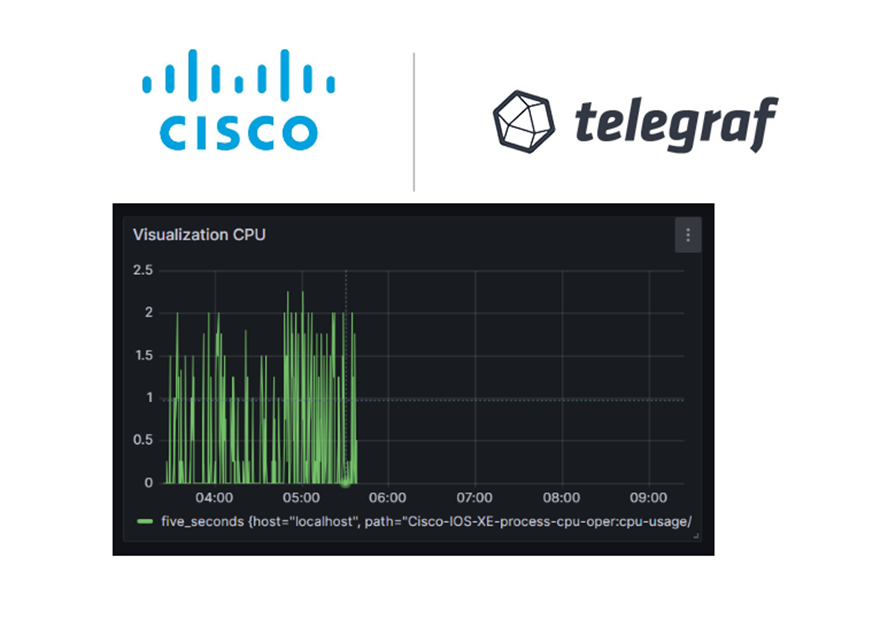 CISCO
telegraf
Visualization CPU
2.5
2
1.5
1
0.5
0
04:00 05:00 06:00 07:00 08:00 09:00
five_seconds {host="localhost", path="Cisco-IOS-XE-process-cpu-oper:cpu-usage/